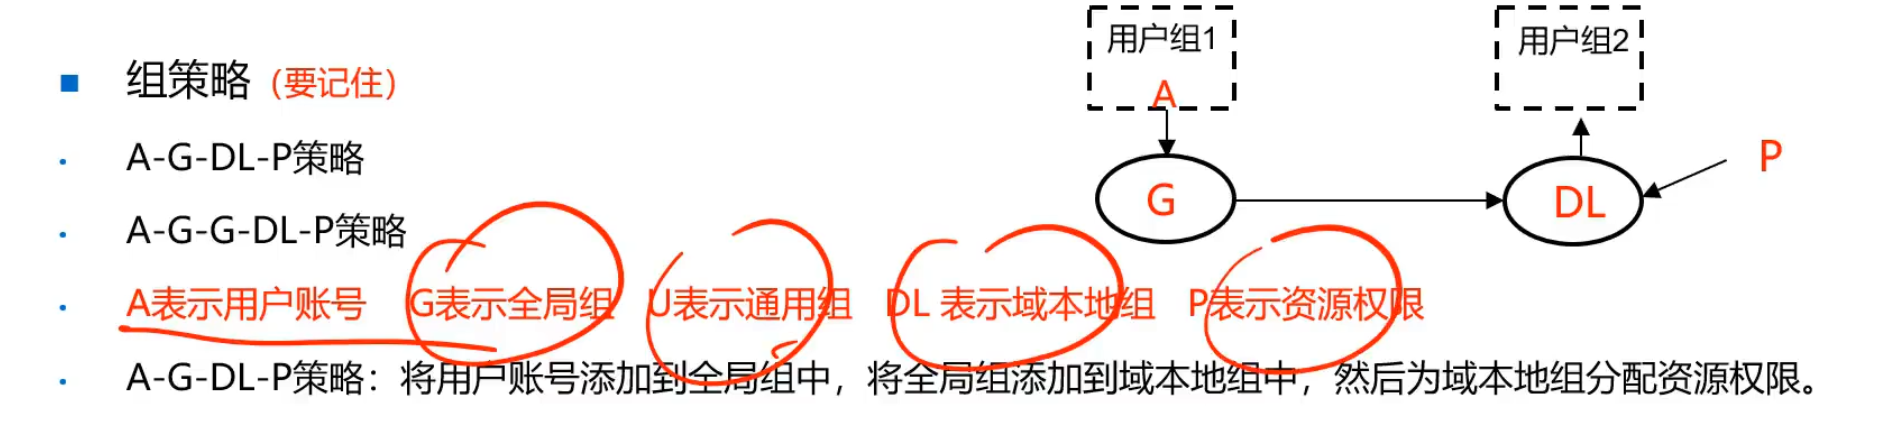 用户组1
用户组2
组策略（要记住）
A
A-G-DL-P策略
P
G
DL
A-G-G-DL-P策略
A表示用户账号 G表示全局组 U表示通用组 DL 表示域本地组 P表示资源权限
A-G-DL-P策略：将用户账号添加到全局组中，将全局组添加到域本地组中，然后为域本地组分配资源权限。